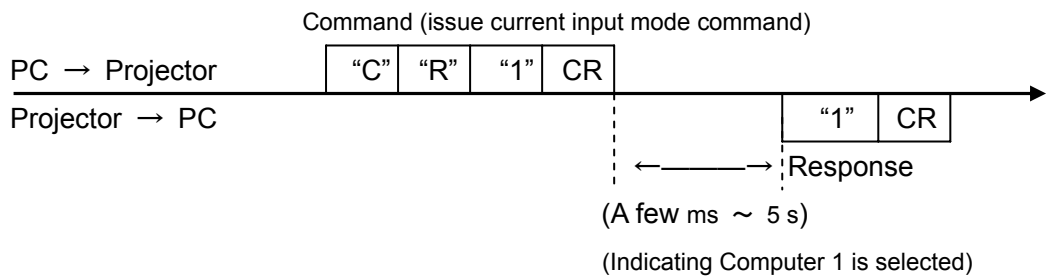 Command (issue current input mode command)
PC → Projector “C” “R” “1” CR
Projector → PC “1” CR
←———→ Response
(A few ms ～ 5 s)
(Indicating Computer 1 is selected)